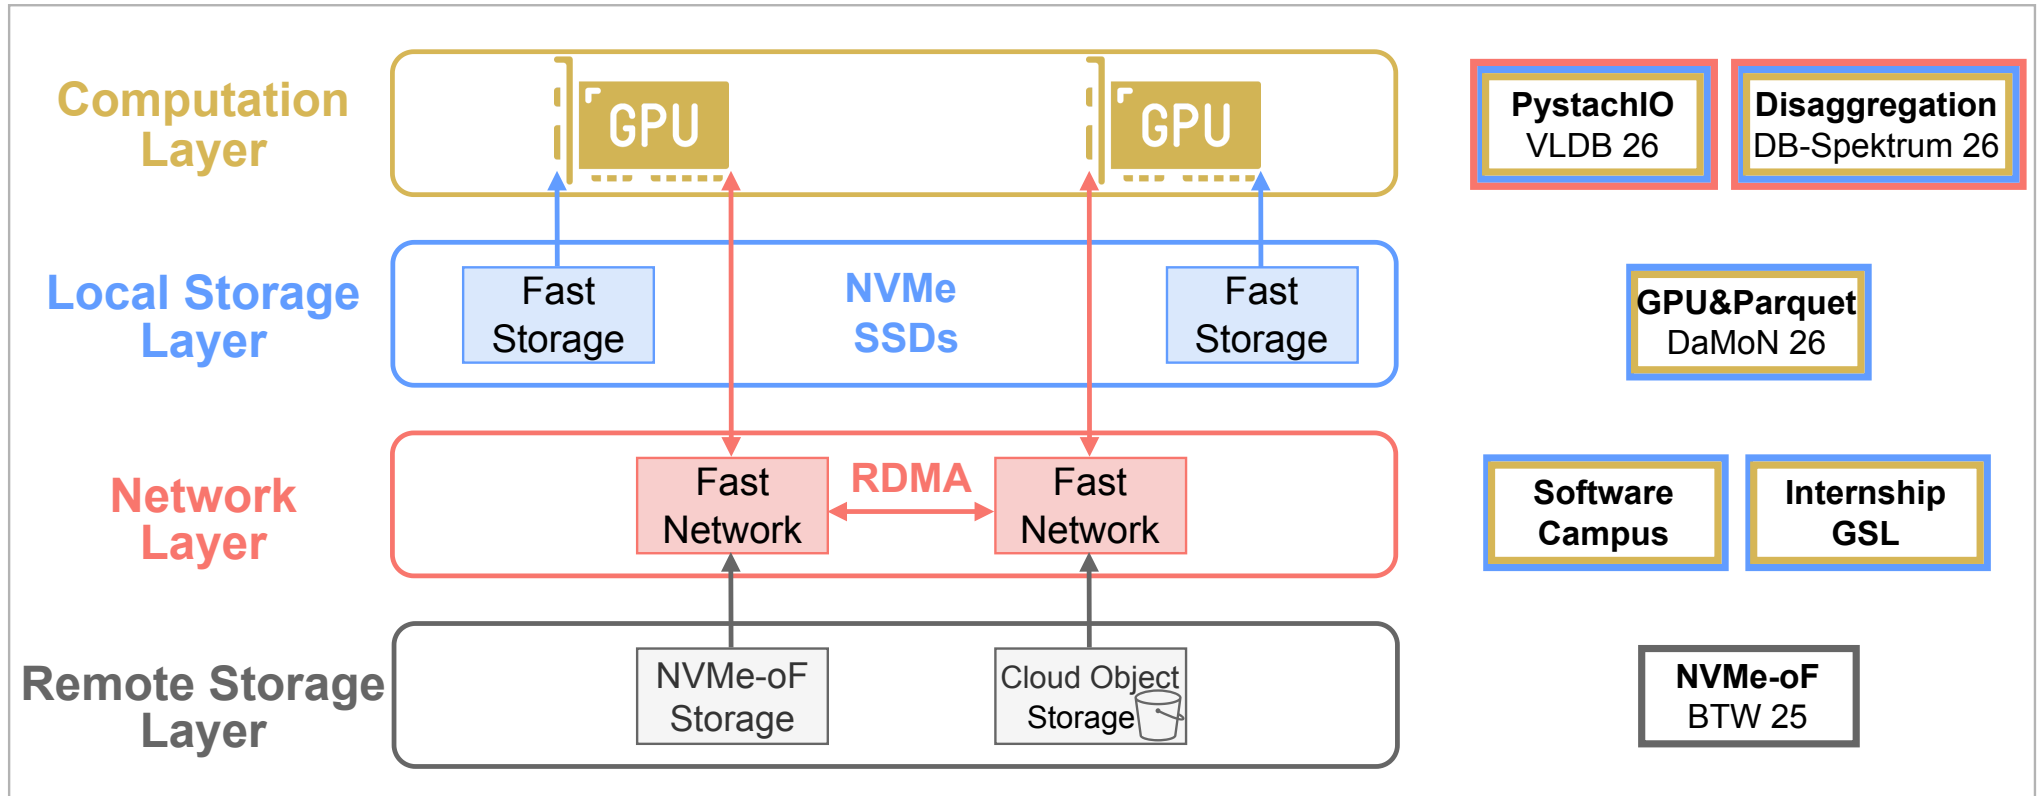 Computation
Layer
GPU
GPU
PystachIO
VLDB 26
Disaggregation
DB-Spektrum 26
Local Storage
Layer
Fast
Storage
NVMe
SSDs
Fast
Storage
GPU&Parquet
DaMoN 26
Network
Layer
Fast
Network
RDMA
Fast
Network
Software
Campus
Internship
GSL
Remote Storage
Layer
NVMe-oF
Storage
Cloud Object
Storage
NVMe-oF
BTW 25